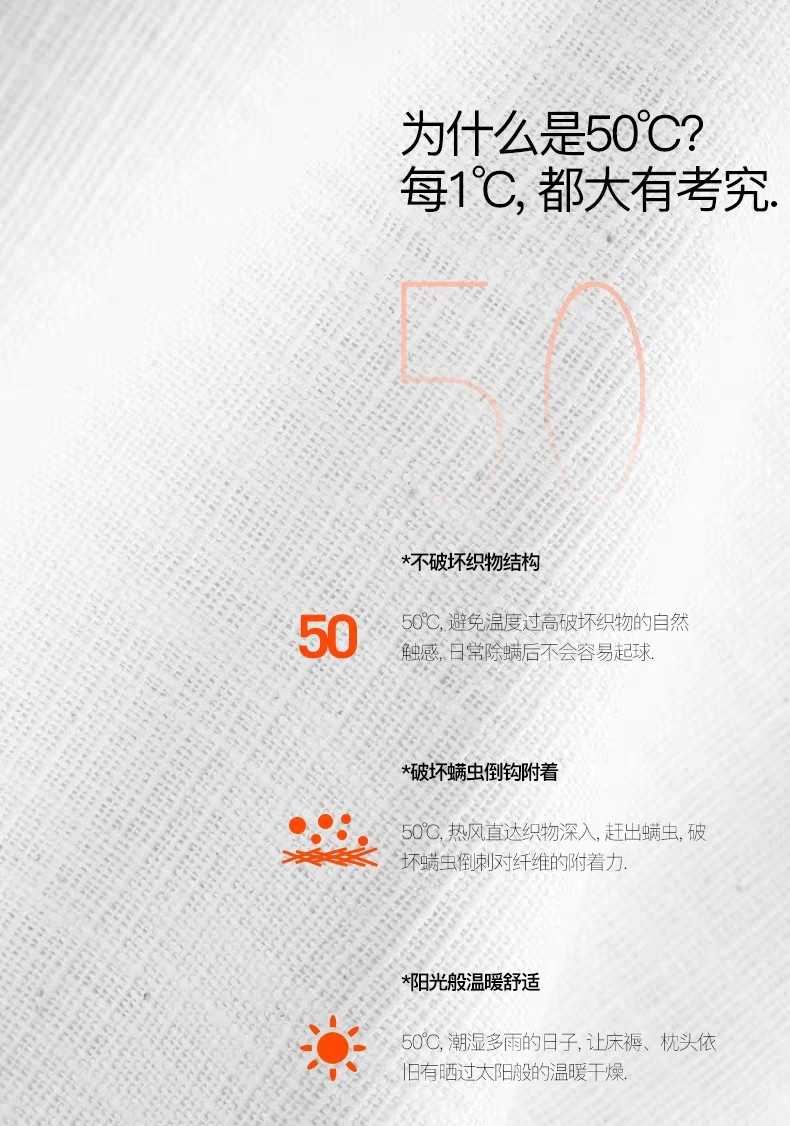 为什么是50℃?
每1℃, 都大有考究.
50
*不破坏织物结构
50
50℃, 避免温度过高破坏织物的自然
触感, 日常除螨后不会容易起球.
*破坏螨虫倒钩附着
50℃, 热风直达织物深入, 赶出螨虫, 破
坏螨虫倒刺对纤维的附着力.
*阳光般温暖舒适
50℃, 潮湿多雨的日子, 让床褥、枕头依
旧有晒过太阳般的温暖干燥.